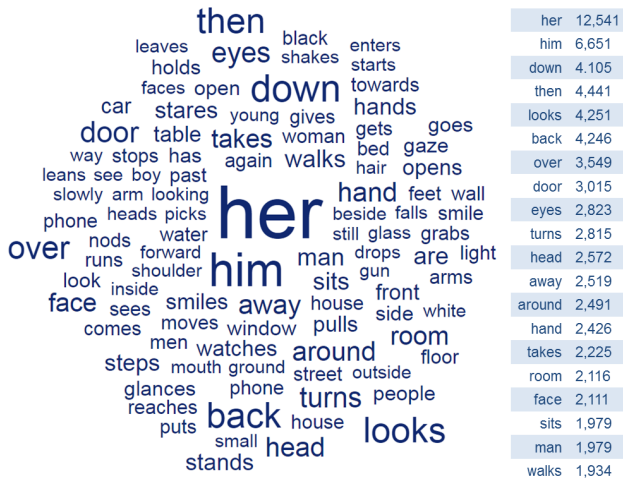 then
leaves eyes black enters
holds shakes starts
faces open down towards
car stares young gives hands
door table takes woman gets goes
way stops has again walks bed gaze
leans see boy past hair opens
slowly arm looking her hand feet wall
phone heads picks beside falls smile
over nods water still glass grabs
runs forward him man drops are light
look shoulder sits gun arms
inside front
face sees smiles away house side white
comes moves window pulls
men watches around room
steps mouth ground street outside floor
glances phone turns people
reaches back house looks
puts small head
stands
her 12,541
him 6,651
down 4.105
then 4,441
looks 4,251
back 4,246
over 3,549
door 3,015
eyes 2,823
turns 2,815
head 2,572
away 2,519
around 2,491
hand 2,426
takes 2,225
room 2,116
face 2,111
sits 1,979
man 1,979
walks 1,934